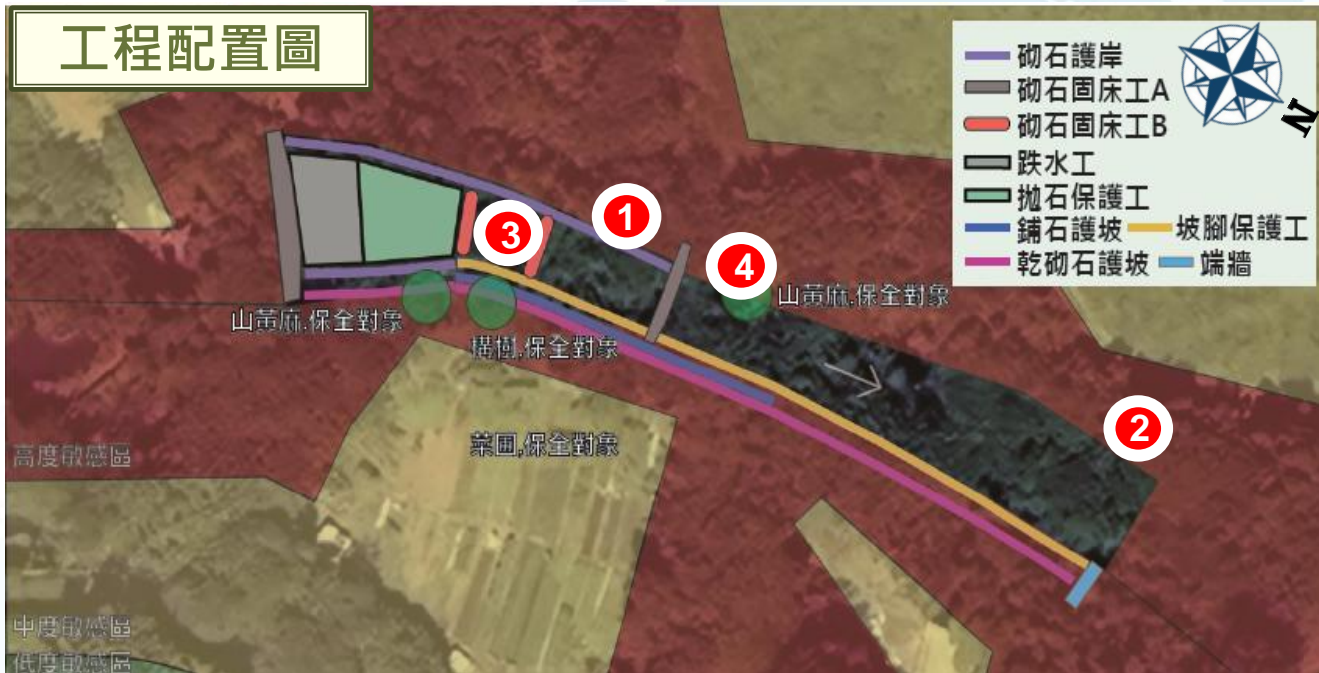 工程配置圖
砌石護岸
砌石固床工A
砌石固床工B
跌水工
拋石保護工
鋪石護坡 坡腳保護工
乾砌石護坡 端牆
N
1
3
4
山黃麻,保全對象
山黃麻,保全對象
構樹,保全對象
2
菜圃,保全對象
高度敏感區
中度敏感區
低度敏感區